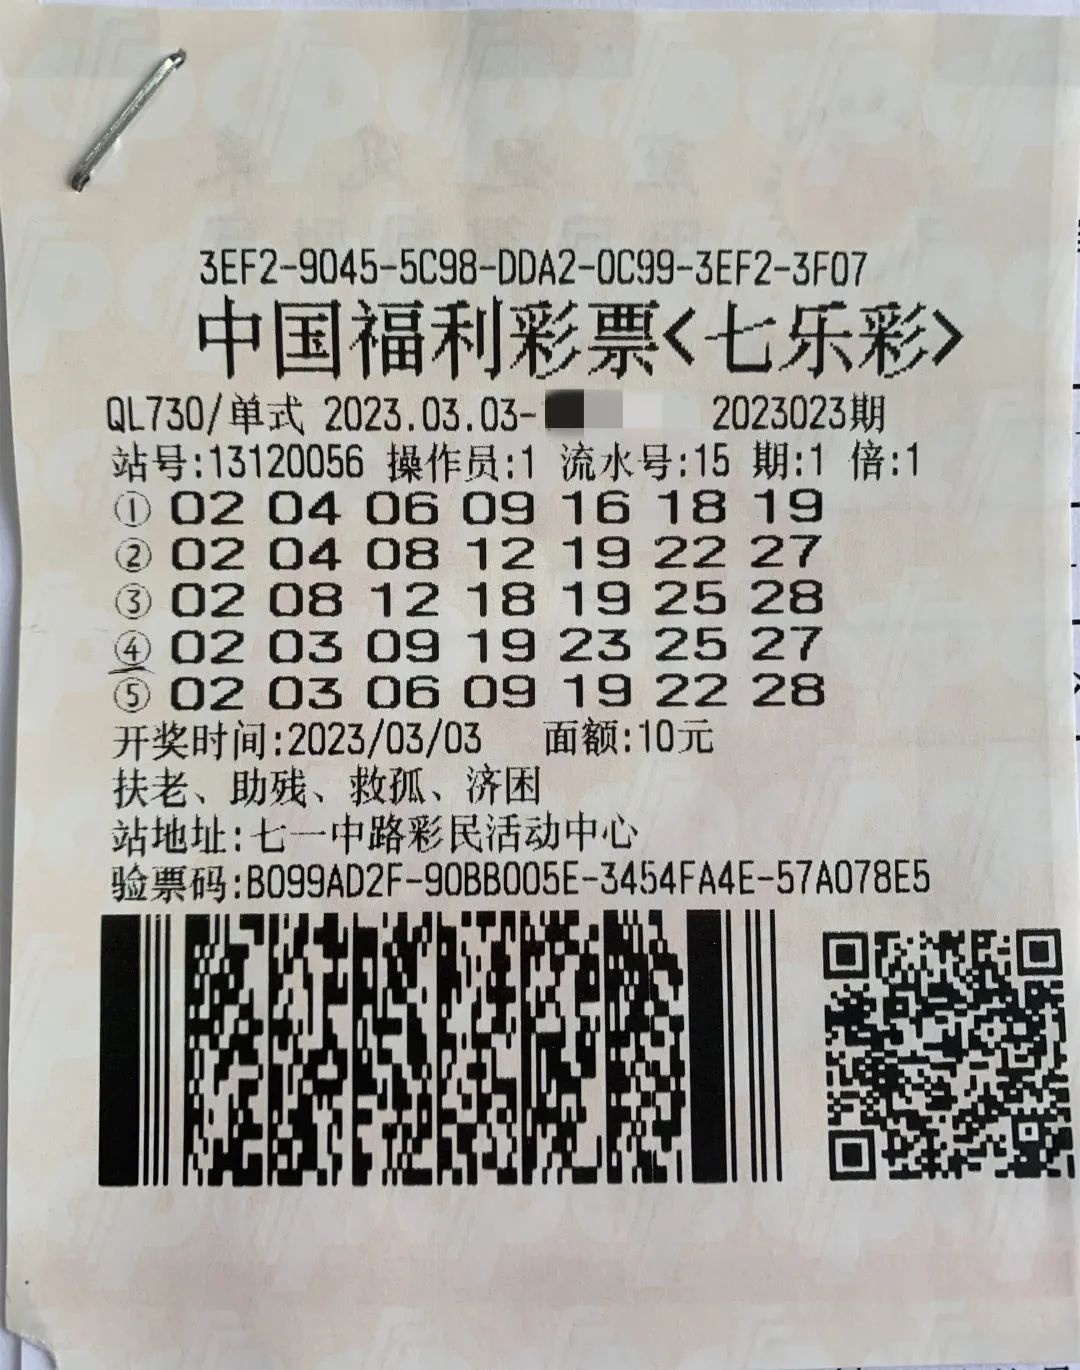 3EF2-9045-5C98-DDA2-0C99-3EF2-3F07
中国福利彩票<七乐彩>
QL730/单式 2023.03.03- 2023023期
站号:13120056 操作员:1 流水号:15 期:1 倍:1
① 02 04 06 09 16 18 19
② 02 04 08 12 19 22 27
③ 02 08 12 18 19 25 28
④ 02 03 09 19 23 25 27
⑤ 02 03 06 09 19 22 28
开奖时间:2023/03/03 面额:10元
扶老、助残、救孤、济困
站地址:七一中路彩民活动中心
验票码:B099AD2F-90BB005E-3454FA4E-57A078E5